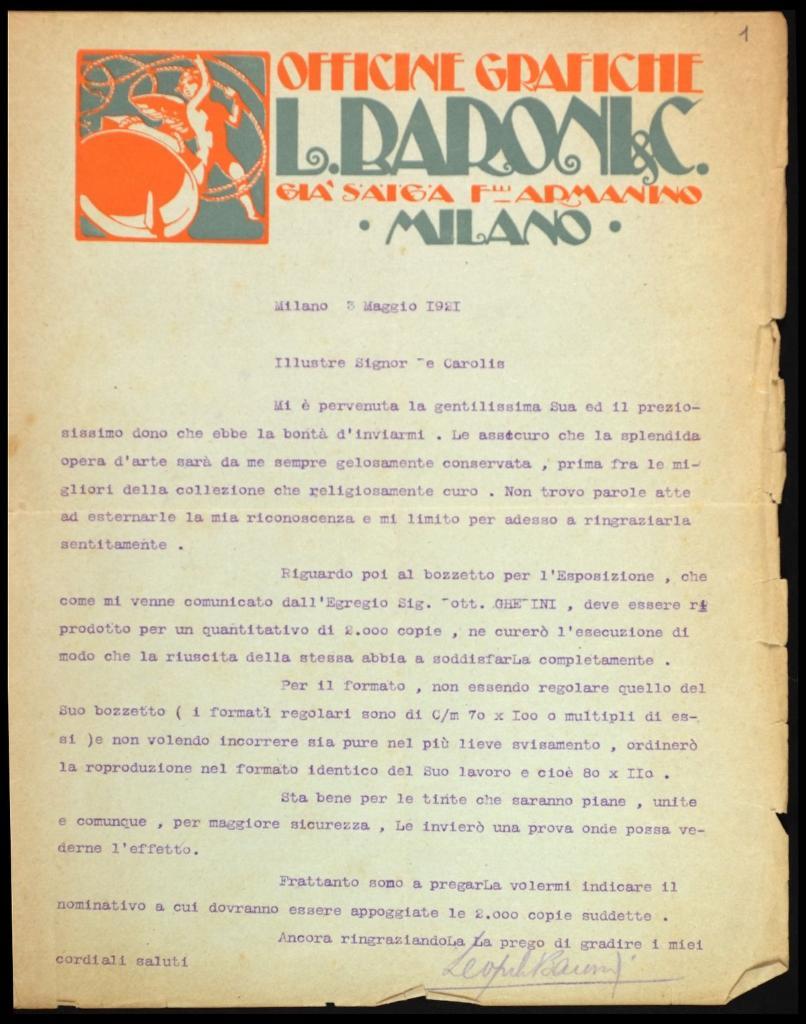 1
OFFICINE GRAFICHE
L. BARONI & C.
GIÀ S.A.I.G.A. F.LLI ARMANINO
• MILANO •
Milano 3 Maggio I92I
Illustre Signor De Carolis
Mi è pervenuta la gentilissima Sua ed il prezio-
sissimo dono che ebbe la bontà d'inviarmi . Le assicuro che la splendida
opera d'arte sarà da me sempre gelosamente conservata , prima fra le mi-
gliori della collezione che religiosamente curo . Non trovo parole atte
ad esternarle la mia riconoscenza e mi limito per adesso a ringraziarla
sentitamente .
Riguardo poi al bozzetto per l'Esposizione , che
come mi venne comunicato dall'Egregio Sig. Dott. GHEDINI , deve essere ri
prodotto per un quantitativo di 2.000 copie , ne curerò l'esecuzione di
modo che la riuscita della stessa abbia a soddisfarLa completamente .
Per il formato , non essendo regolare quello del
Suo bozzetto ( i formati regolari sono di C/m 7o x Ioo o multipli di es-
si )e non volendo incorrere sia pure nel più lieve svisamento , ordinerò
la roproduzione nel formato identico del Suo lavoro e cioè 8o x IIo .
Sta bene per le tinte che saranno piane , unite
e comunque , per maggiore sicurezza , Le invierò una prova onde possa ve-
derne l'effetto.
Frattanto sono a pregarLa volermi indicare il
nominativo a cui dovranno essere appoggiate le 2.000 copie suddette .
Ancora ringraziandoLa La prego di gradire i miei
cordiali saluti
Leopold Baroni